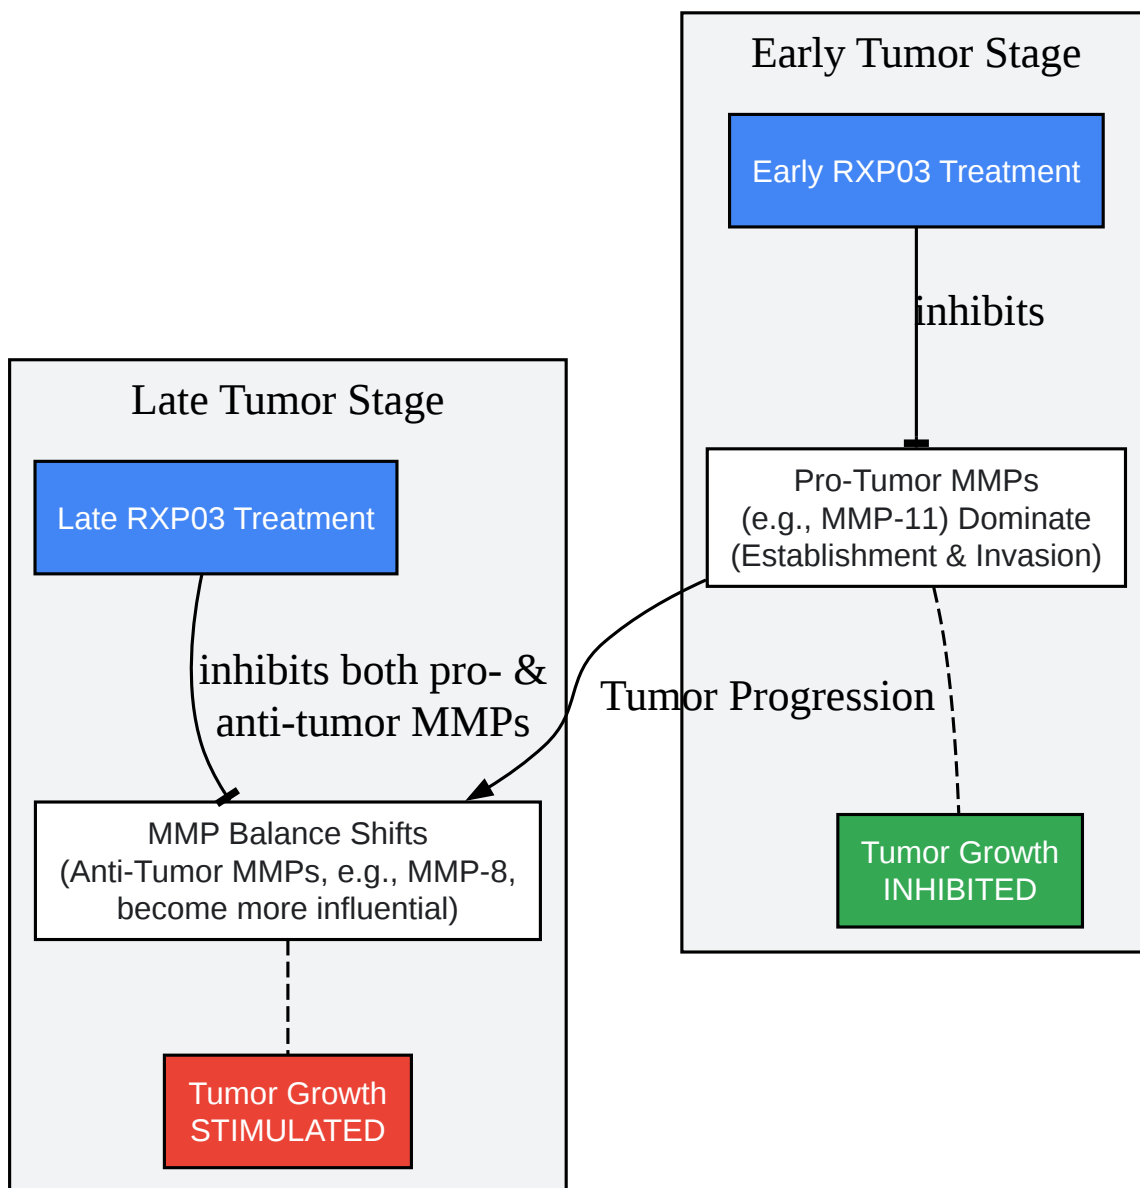 Early Tumor Stage
Early RXP03 Treatment
inhibits
Pro-Tumor MMPs
(e.g., MMP-11) Dominate
(Establishment & Invasion)
Tumor Progression
Tumor Growth
INHIBITED
Late Tumor Stage
Late RXP03 Treatment
inhibits both pro- &
anti-tumor MMPs
MMP Balance Shifts
(Anti-Tumor MMPs, e.g., MMP-8,
become more influential)
Tumor Growth
STIMULATED